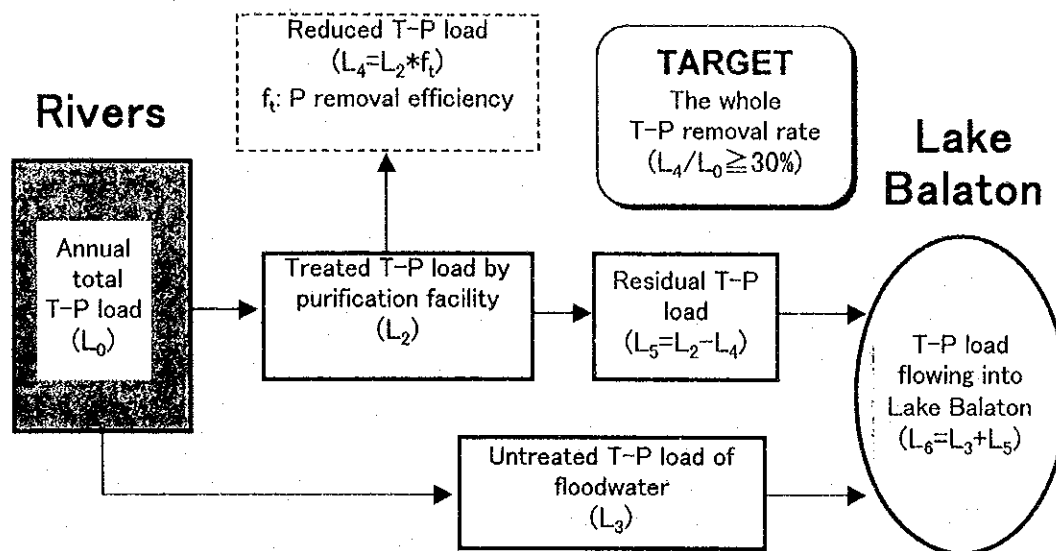 Reduced T-P load
(L₄=L₂*fₜ)
fₜ: P removal efficiency
TARGET
The whole
T-P removal rate
(L₄/L₀≧30%)
Rivers
Lake
Balaton
Annual
total
T-P load
(L₀)
Treated T-P load by
purification facility
(L₂)
Residual T-P
load
(L₅=L₂-L₄)
T-P load
flowing into
Lake Balaton
(L₆=L₃+L₅)
Untreated T-P load of
floodwater
(L₃)